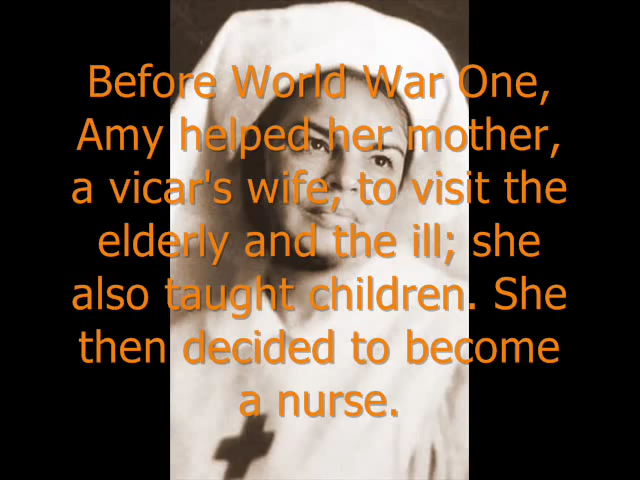 Before World War One,
Amy helped her mother,
a vicar's wife, to visit the
elderly and the ill; she
also taught children. She
then decided to become
a nurse.